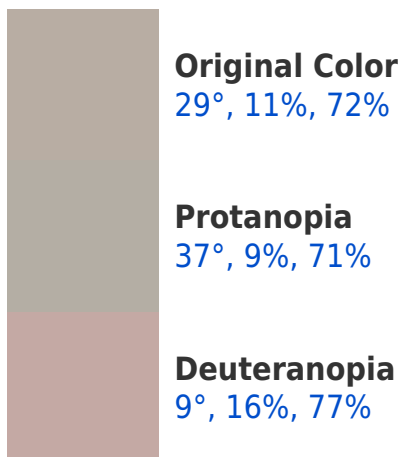 Original Color
29°, 11%, 72%
Protanopia
37°, 9%, 71%
Deuteranopia
9°, 16%, 77%